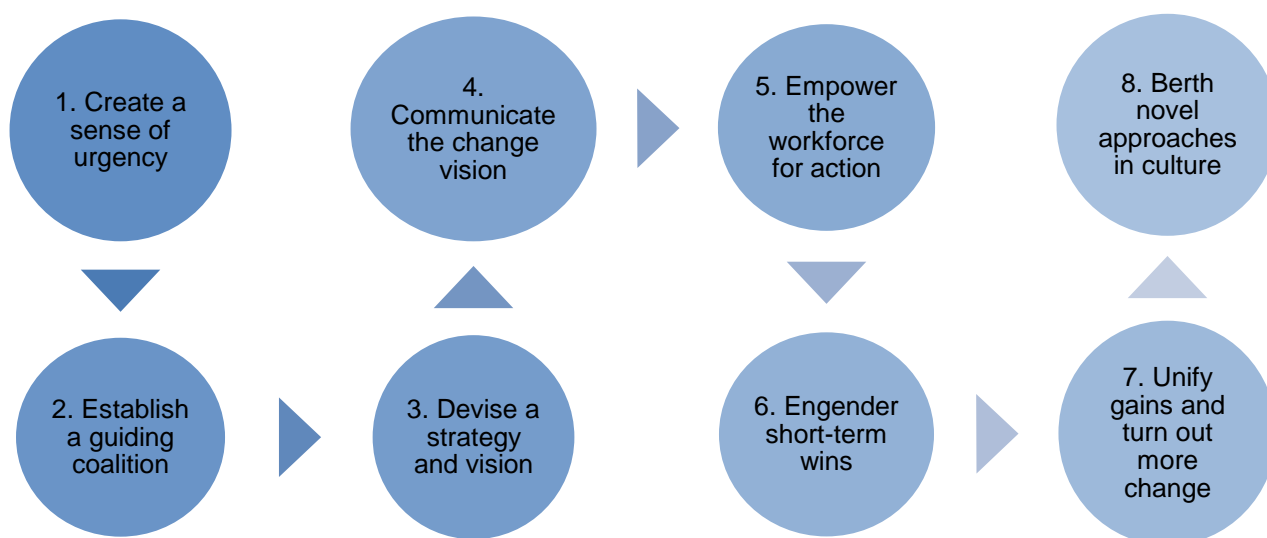 1. Create a
sense of
urgency
2. Establish
a guiding
coalition
3. Devise a
strategy
and vision
4.
Communicate
the change
vision
5. Empower
the
workforce
for action
6. Engender
short-term
wins
7. Unify
gains and
turn out
more
change
8. Berth
novel
approaches
in culture